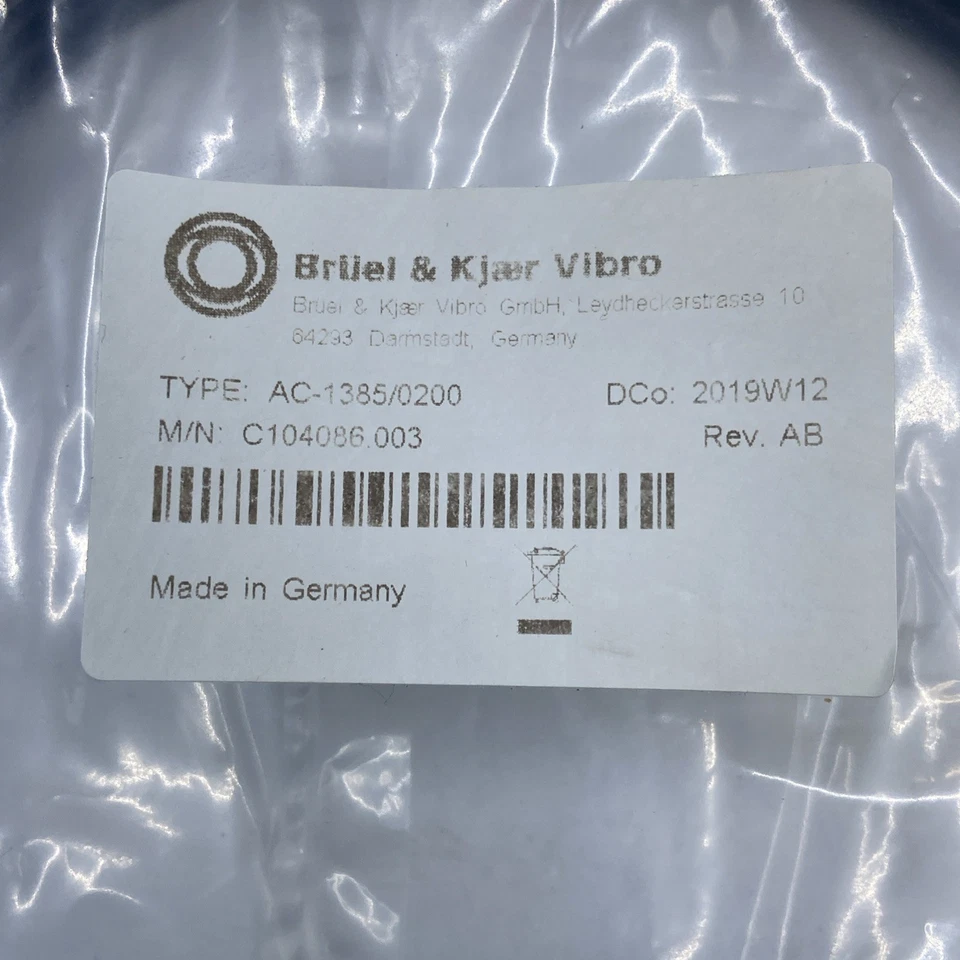 Brüel & Kjær Vibro
Brüel & Kjær Vibro GmbH, Leydheckerstrasse 10
64293 Darmstadt, Germany
TYPE: AC-1385/0200 DCo: 2019W12
M/N: C104086.003 Rev. AB
Made in Germany